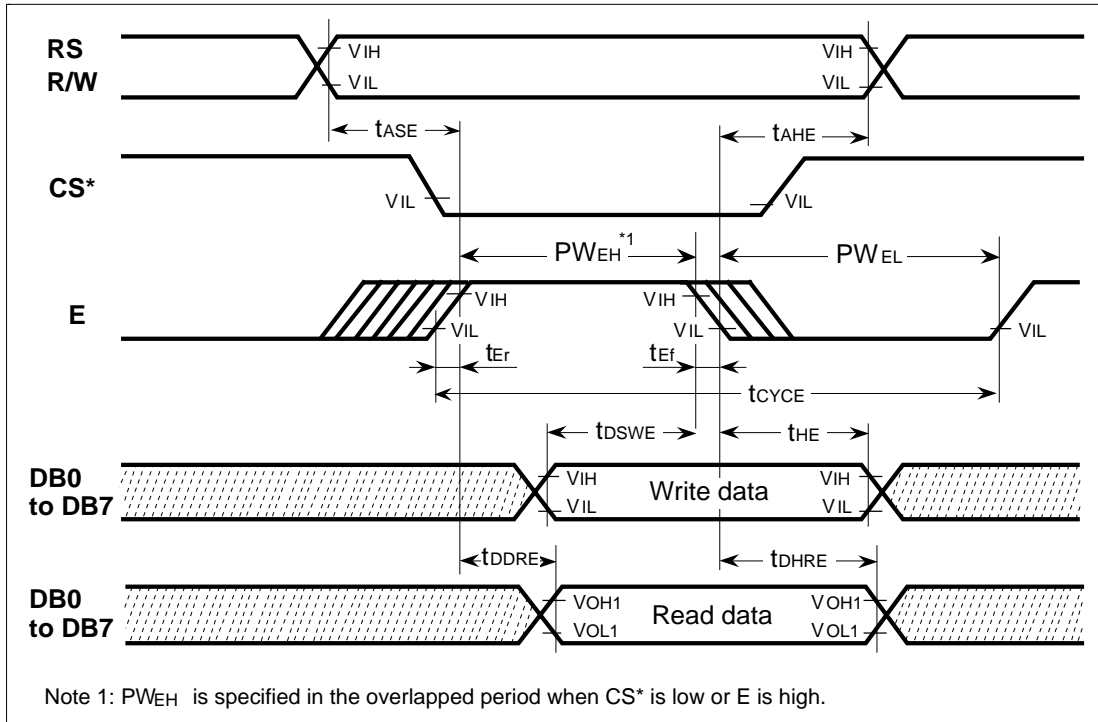 RS
R/W
VIH
VIL
VIH
VIL
tASE
tAHE
CS*
VIL
VIL
PWEH*1
PWEL
E
VIH
VIL
VIH
VIL
VIL
tEr
tEf
tCYCE
tDSWE
tHE
DB0
to DB7
VIH
VIL
Write data
VIH
VIL
tDDRE
tDHRE
DB0
to DB7
VOH1
VOL1
Read data
VOH1
VOL1
Note 1: PWEH is specified in the overlapped period when CS* is low or E is high.